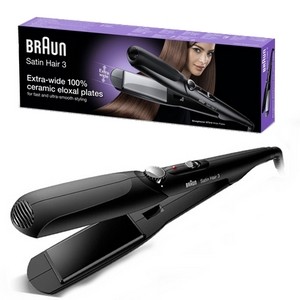 BRAUN
Satin Hair 3
Extra-wide 100%
ceramic eloxal plates
for fast and ultra-smooth styling
BRAUN Satin Hair 3